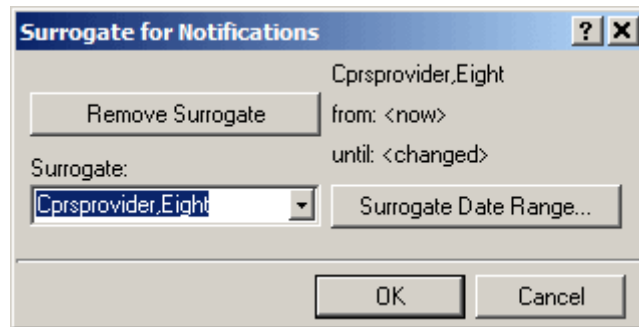 Surrogate for Notifications
Cprsprovider,Eight
Remove Surrogate
from: <now>
until: <changed>
Surrogate:
Cprsprovider,Eight
Surrogate Date Range...
OK
Cancel